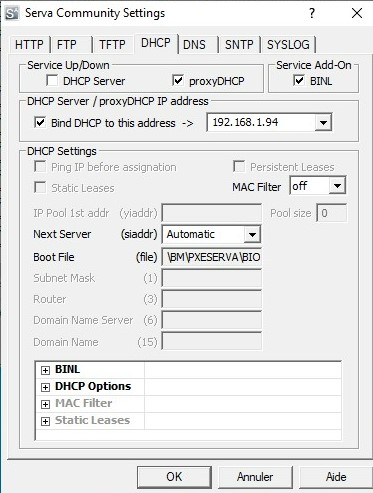 Serva Community Settings
HTTP FTP TFTP DHCP DNS SNTP SYSLOG
Service Up/Down Service Add-On
DHCP Server proxyDHCP BINL
DHCP Server / proxyDHCP IP address
Bind DHCP to this address -> 192.168.1.94
DHCP Settings
Ping IP before assignation Persistent Leases
Static Leases MAC Filter off
IP Pool 1st addr (yiaddr) Pool size 0
Next Server (siaddr) Automatic
Boot File (file) \BM\PXESERVA\BIO
Subnet Mask (1)
Router (3)
Domain Name Server (6)
Domain Name (15)
BINL
DHCP Options
MAC Filter
Static Leases
OK Annuler Aide